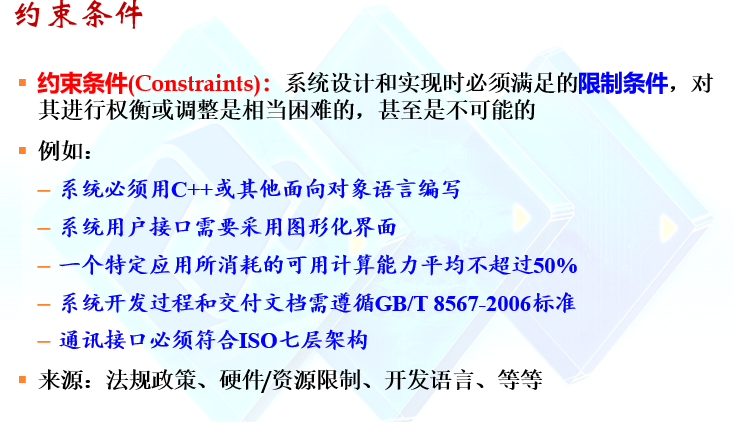 约束条件
▪ 约束条件(Constraints)：系统设计和实现时必须满足的限制条件，对
其进行权衡或调整是相当困难的，甚至是不可能的
▪ 例如：
– 系统必须用C++或其他面向对象语言编写
– 系统用户接口需要采用图形化界面
– 一个特定应用所消耗的可用计算能力平均不超过50%
– 系统开发过程和交付文档需遵循GB/T 8567-2006标准
– 通讯接口必须符合ISO七层架构
▪ 来源：法规政策、硬件/资源限制、开发语言、等等